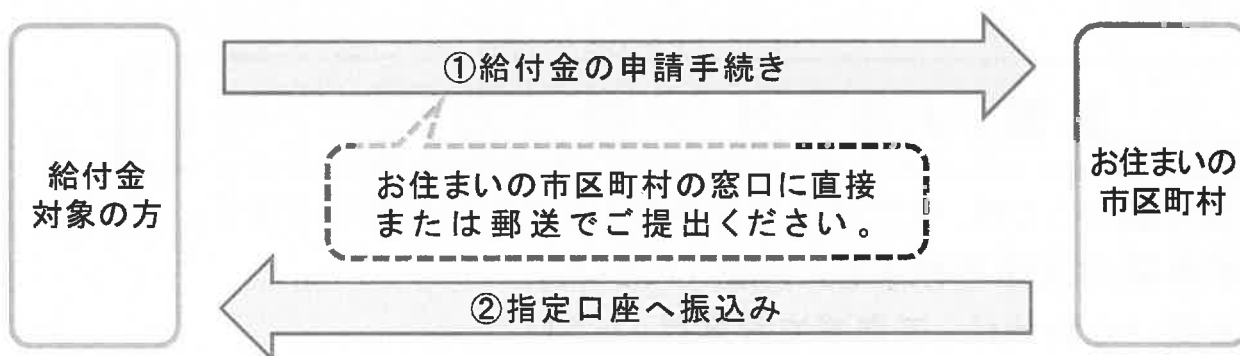 ①給付金の申請手続き
給付金
対象の方
お住まいの市区町村の窓口に直接
または郵送でご提出ください。
お住まいの
市区町村
②指定口座へ振込み